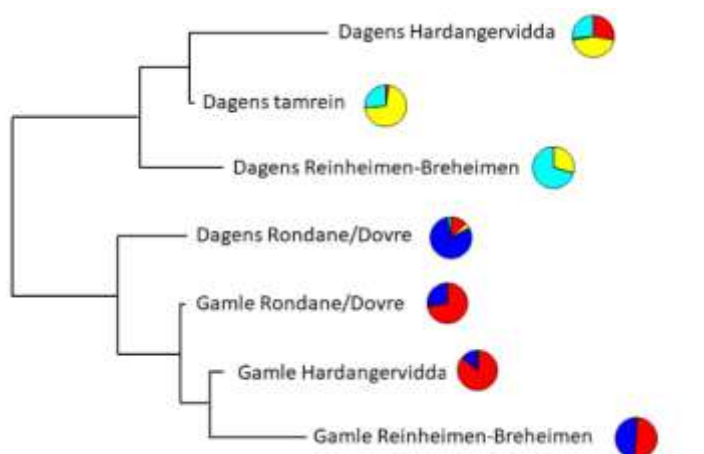 Dagens Hardangervidda
Dagens tamrein
Dagens Reinheimen-Breheimen
Dagens Rondane/Dovre
Gamle Rondane/Dovre
Gamle Hardangervidda
Gamle Reinheimen-Breheimen